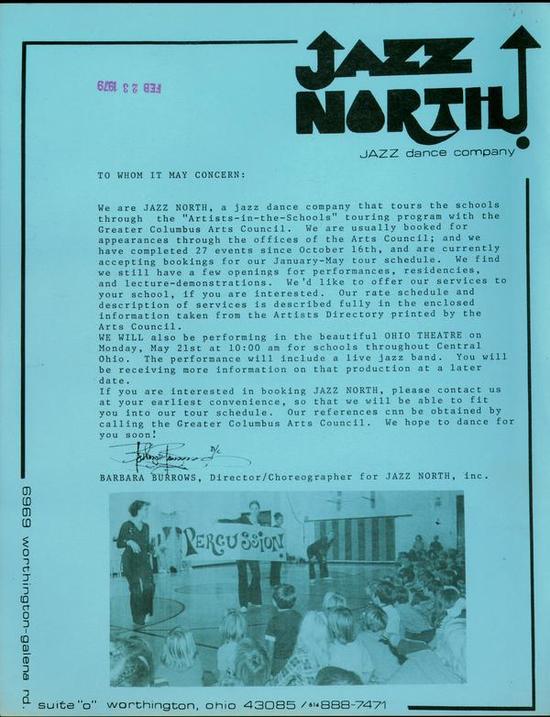 JAZZ
NORTH!
JAZZ dance company
FEB 23 1979
TO WHOM IT MAY CONCERN:
We are JAZZ NORTH, a jazz dance company that tours the schools
through the "Artists-in-the-Schools" touring program with the
Greater Columbus Arts Council. We are usually booked for
appearances through the offices of the Arts Council; and we
have completed 27 events since October 16th, and are currently
accepting bookings for our January-May tour schedule. We find
we still have a few openings for performances, residencies,
and lecture-demonstrations. We'd like to offer our services to
your school, if you are interested. Our rate schedule and
description of services is described fully in the enclosed
information taken from the Artists Directory printed by the
Arts Council.
WE WILL also be performing in the beautiful OHIO THEATRE on
Monday, May 21st at 10:00 am for schools throughout Central
Ohio. The performance will include a live jazz band. You will
be receiving more information on that production at a later
date.
If you are interested in booking JAZZ NORTH, please contact us
at your earliest convenience, so that we will be able to fit
you into our tour schedule. Our references cnn be obtained by
calling the Greater Columbus Arts Council. We hope to dance for
you soon!
BARBARA BURROWS, Director/Choreographer for JAZZ NORTH, inc.
PERCUSSION
6969 worthington-galena rd.
suite "o" worthington, ohio 43085 / 614 888-7471